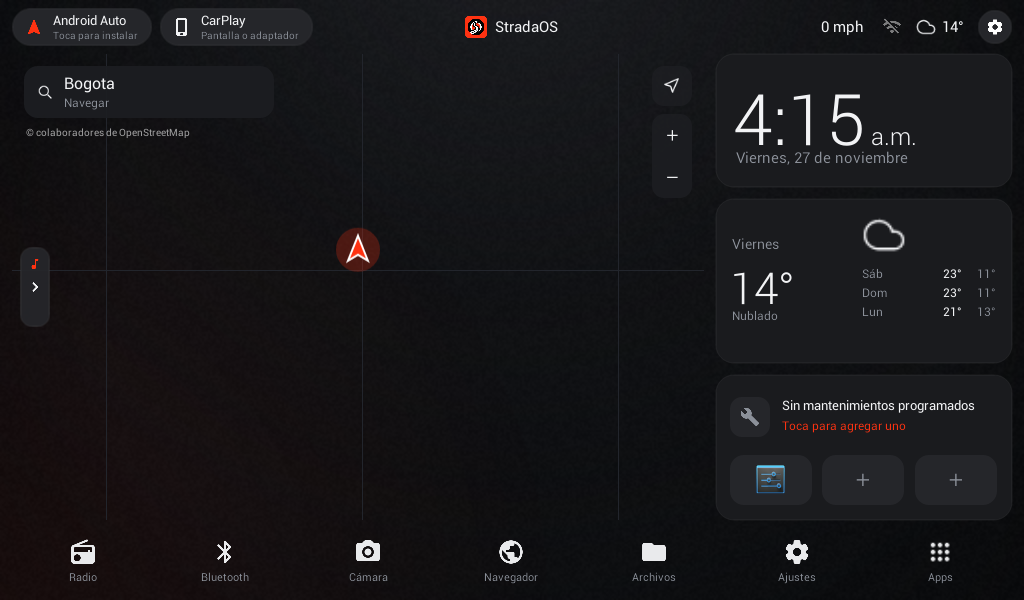 Android Auto
Toca para instalar
CarPlay
Pantalla o adaptador
StradaOS
0 mph
14°
Bogota
Navegar
© colaboradores de OpenStreetMap
+
−
4:15 a.m.
Viernes, 27 de noviembre
Viernes
14°
Nublado
Sáb 23° 11°
Dom 23° 11°
Lun 21° 13°
Sin mantenimientos programados
Toca para agregar uno
+ +
Radio
Bluetooth
Cámara
Navegador
Archivos
Ajustes
Apps